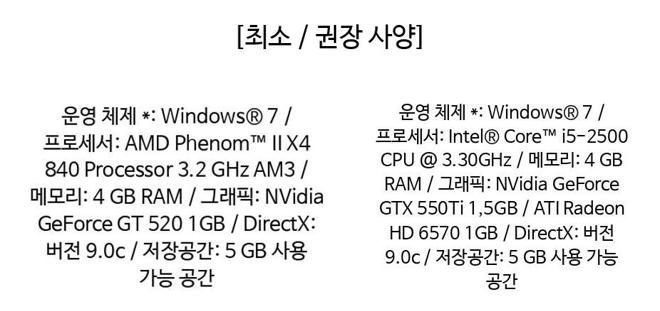 [최소 / 권장 사양]
운영 체제 *: Windows® 7 /
프로세서: AMD Phenom™ II X4
840 Processor 3.2 GHz AM3 /
메모리: 4 GB RAM / 그래픽: NVidia
GeForce GT 520 1GB / DirectX:
버전 9.0c / 저장공간: 5 GB 사용
가능 공간
운영 체제 *: Windows® 7 /
프로세서: Intel® Core™ i5-2500
CPU @ 3.30GHz / 메모리: 4 GB
RAM / 그래픽: NVidia GeForce
GTX 550Ti 1,5GB / ATI Radeon
HD 6570 1GB / DirectX: 버전
9.0c / 저장공간: 5 GB 사용 가능
공간